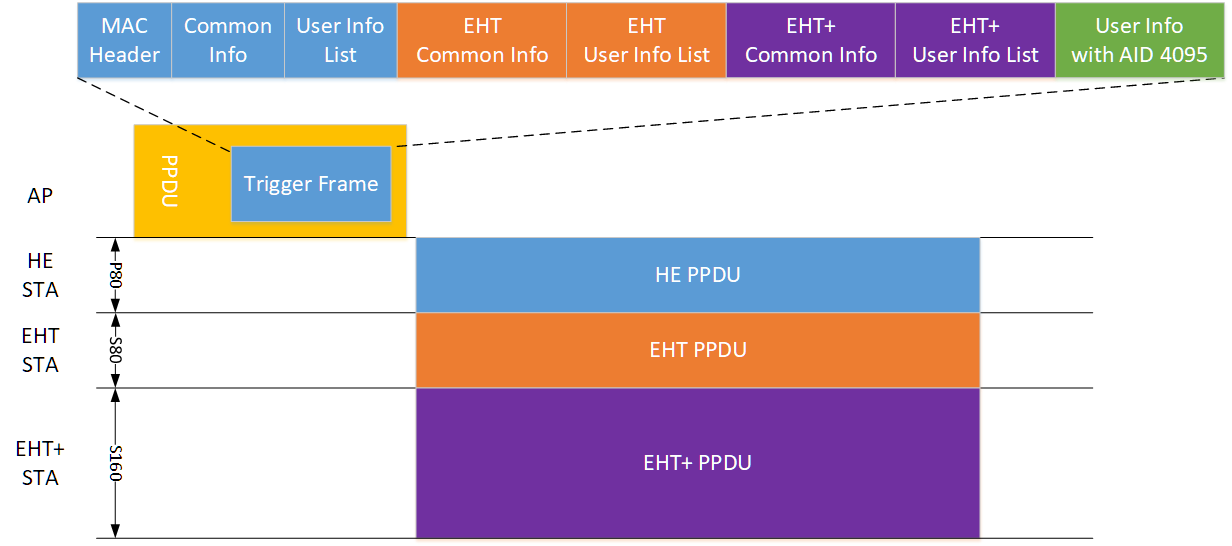 MAC
Header
Common
Info
User Info
List
EHT
Common Info
EHT
User Info List
EHT+
Common Info
EHT+
User Info List
User Info
with AID 4095
PPDU
Trigger Frame
AP
HE
STA
P80
HE PPDU
EHT
STA
S80
EHT PPDU
EHT+
STA
S160
EHT+ PPDU